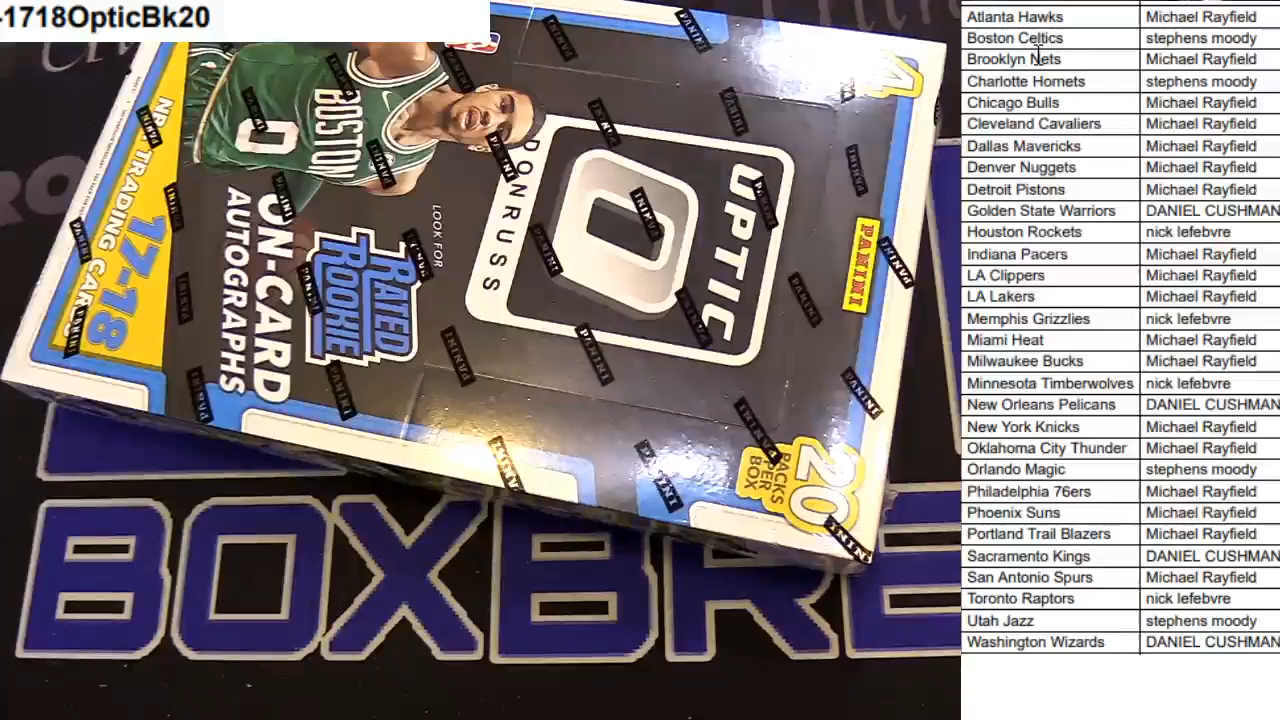 -1718OpticBk20
NBA
TRADING CARDS
17-18
BOSTON
0
LOOK FOR
RATED
ROOKIE
ON-CARD
AUTOGRAPHS
DONRUSS
OPTIC
PANINI
4
20
PACKS
PER
BOX
BOXBRE
Atlanta Hawks Michael Rayfield
Boston Celtics stephens moody
Brooklyn Nets Michael Rayfield
Charlotte Hornets stephens moody
Chicago Bulls Michael Rayfield
Cleveland Cavaliers Michael Rayfield
Dallas Mavericks Michael Rayfield
Denver Nuggets Michael Rayfield
Detroit Pistons Michael Rayfield
Golden State Warriors DANIEL CUSHMAN
Houston Rockets nick lefebvre
Indiana Pacers Michael Rayfield
LA Clippers Michael Rayfield
LA Lakers Michael Rayfield
Memphis Grizzlies nick lefebvre
Miami Heat Michael Rayfield
Milwaukee Bucks Michael Rayfield
Minnesota Timberwolves nick lefebvre
New Orleans Pelicans DANIEL CUSHMAN
New York Knicks Michael Rayfield
Oklahoma City Thunder Michael Rayfield
Orlando Magic stephens moody
Philadelphia 76ers Michael Rayfield
Phoenix Suns Michael Rayfield
Portland Trail Blazers Michael Rayfield
Sacramento Kings DANIEL CUSHMAN
San Antonio Spurs Michael Rayfield
Toronto Raptors nick lefebvre
Utah Jazz stephens moody
Washington Wizards DANIEL CUSHMAN